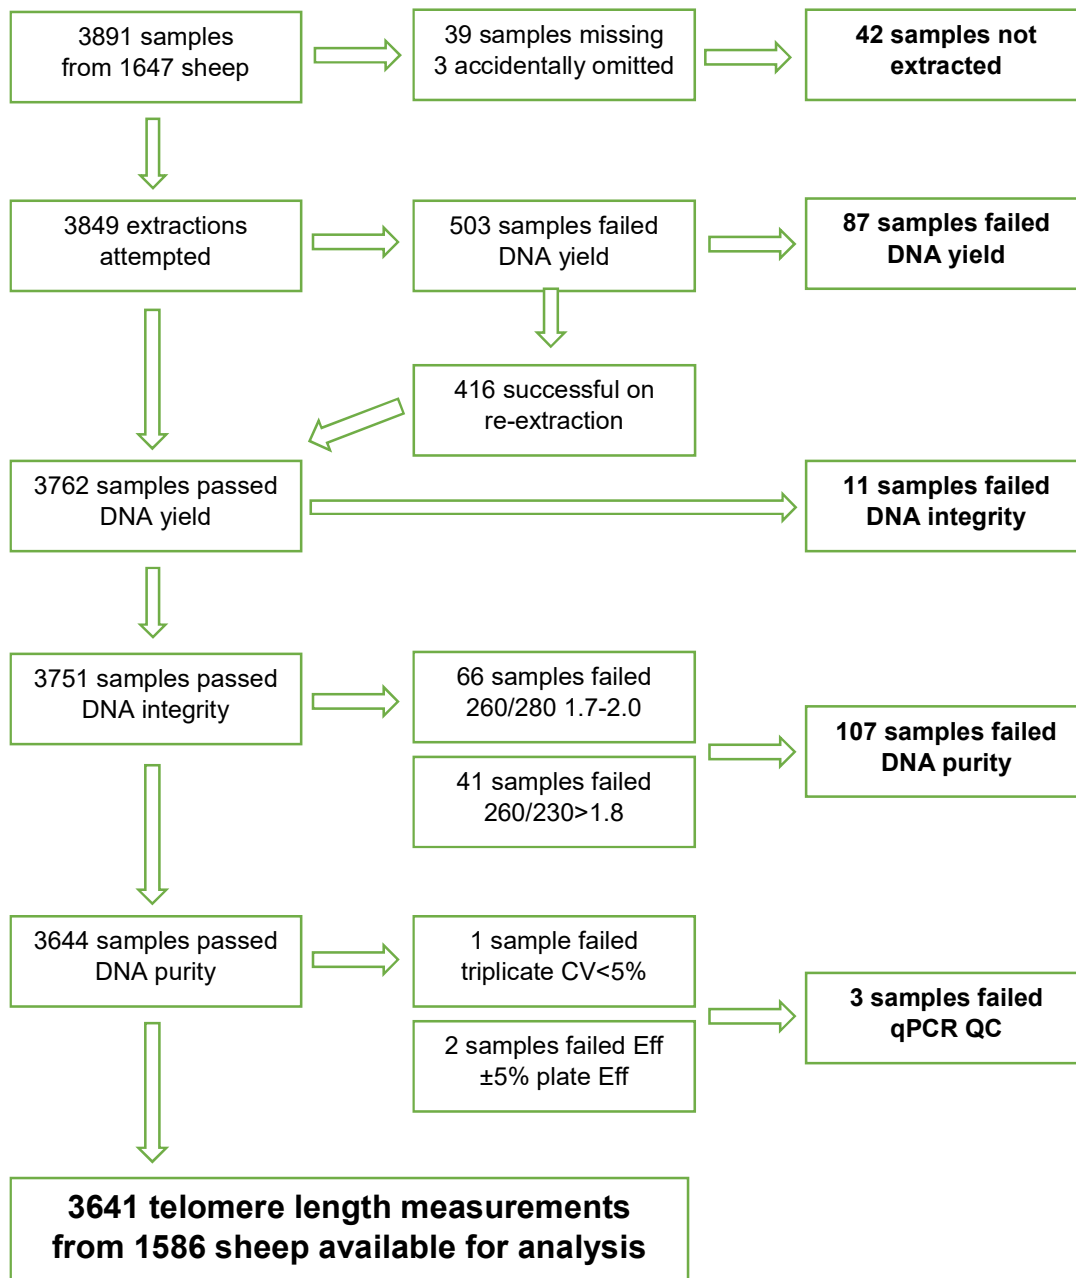 3891 samples
from 1647 sheep
39 samples missing
3 accidentally omitted
42 samples not
extracted
3849 extractions
attempted
503 samples failed
DNA yield
87 samples failed
DNA yield
416 successful on
re-extraction
3762 samples passed
DNA yield
11 samples failed
DNA integrity
3751 samples passed
DNA integrity
66 samples failed
260/280 1.7-2.0
41 samples failed
260/230>1.8
107 samples failed
DNA purity
3644 samples passed
DNA purity
1 sample failed
triplicate CV<5%
2 samples failed Eff
±5% plate Eff
3 samples failed
qPCR QC
3641 telomere length measurements
from 1586 sheep available for analysis